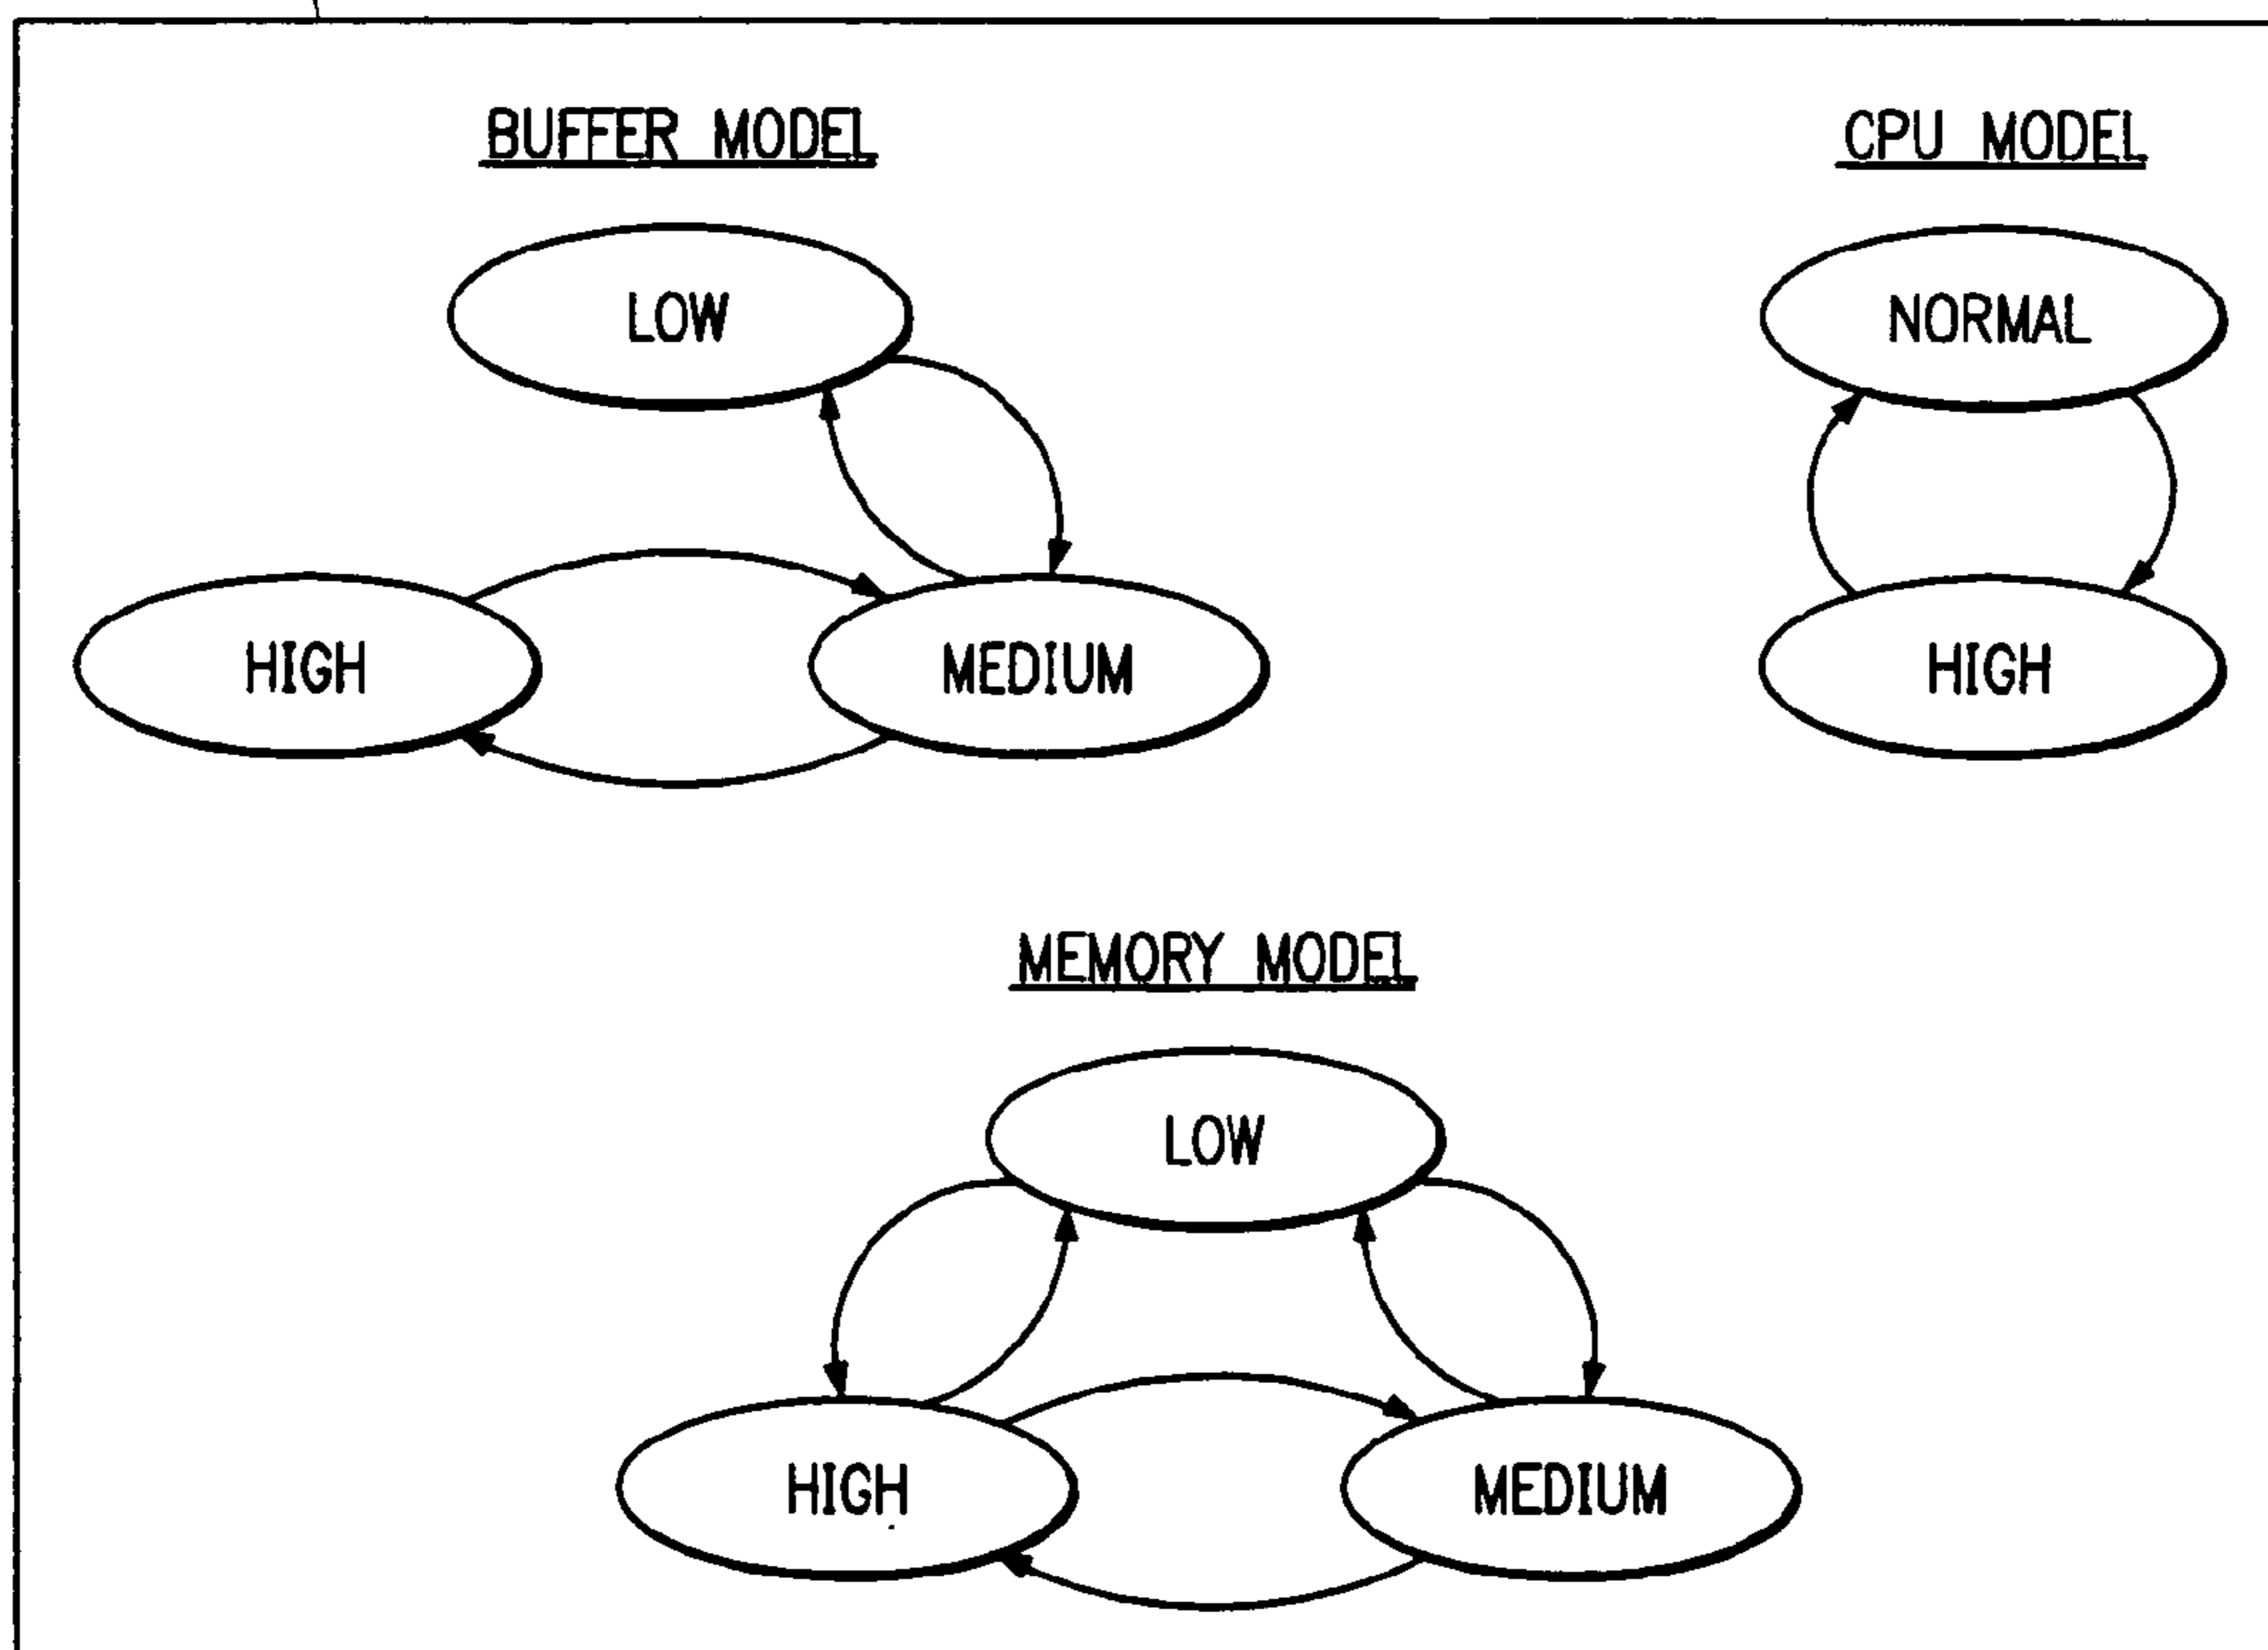 BUFFER MODEL
CPU MODEL
LOW
NORMAL
HIGH
MEDIUM
HIGH
MEMORY MODEL
LOW
HIGH
MEDIUM